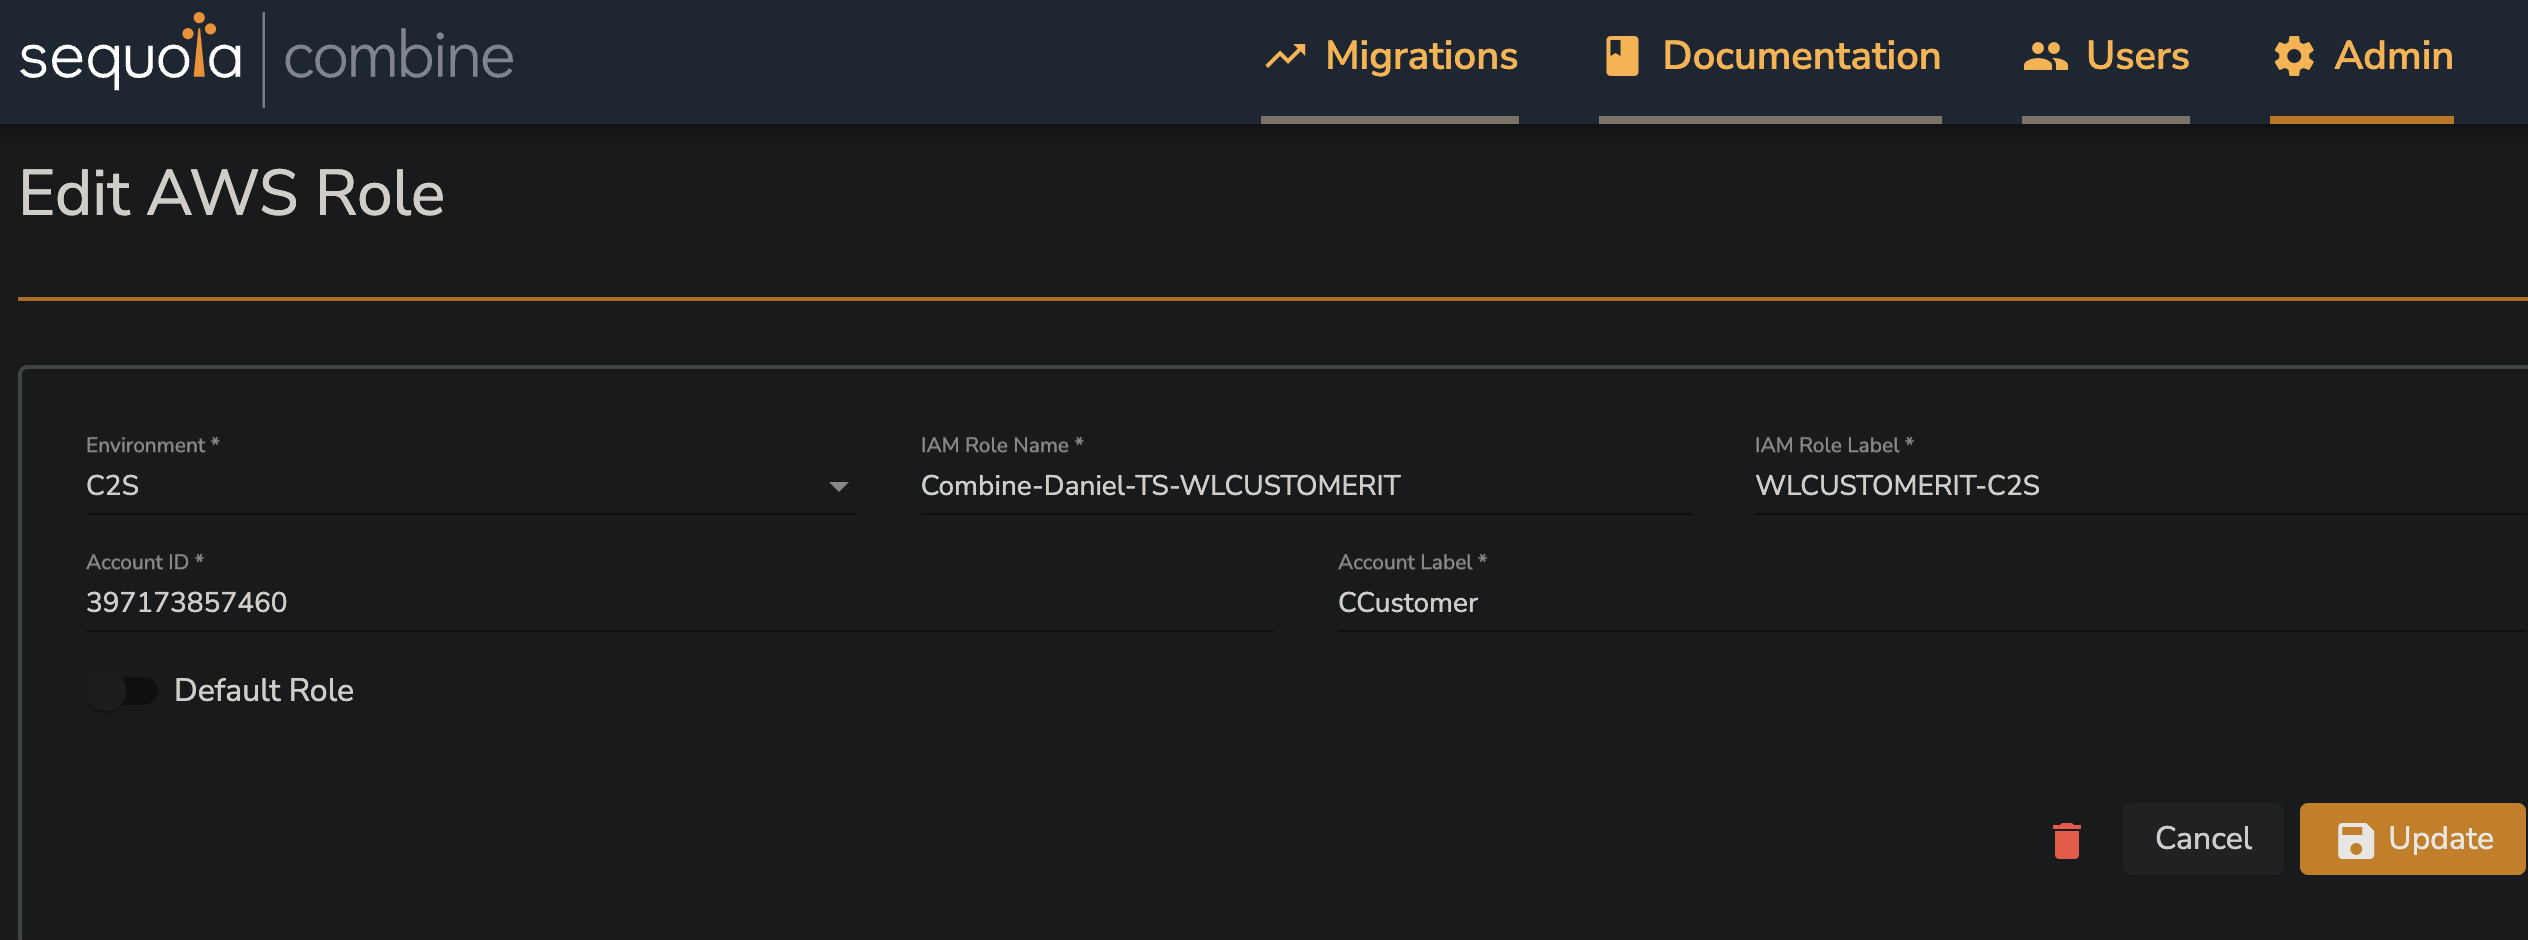 sequoia | combine
Migrations
Documentation
Users
Admin
Edit AWS Role
Environment *
C2S
IAM Role Name *
Combine-Daniel-TS-WLCUSTOMERIT
IAM Role Label *
WLCUSTOMERIT-C2S
Account ID *
397173857460
Account Label *
CCustomer
Default Role
Cancel
Update